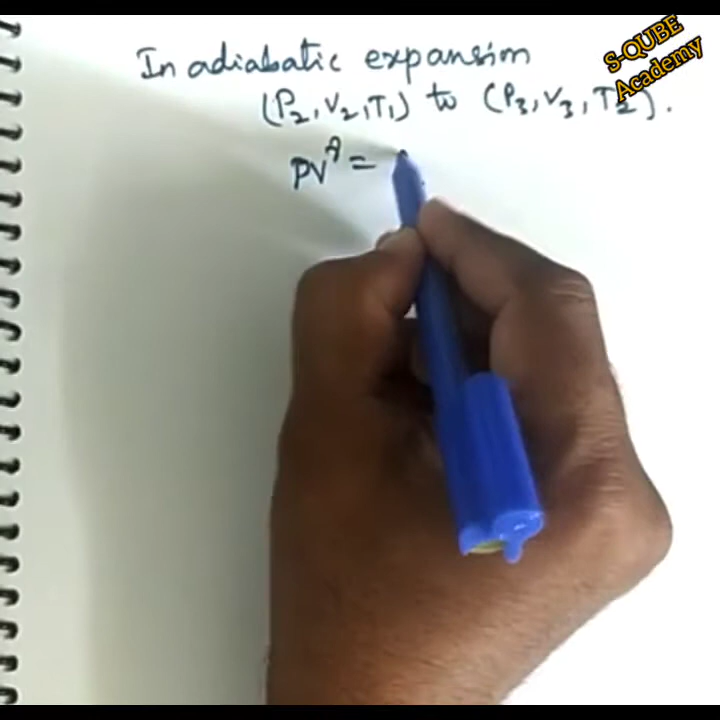 In adiabatic expansion
(P₂, V₂, T₁) to (P₃, V₃, T₂).
PV^γ =
S-QUBE
Academy